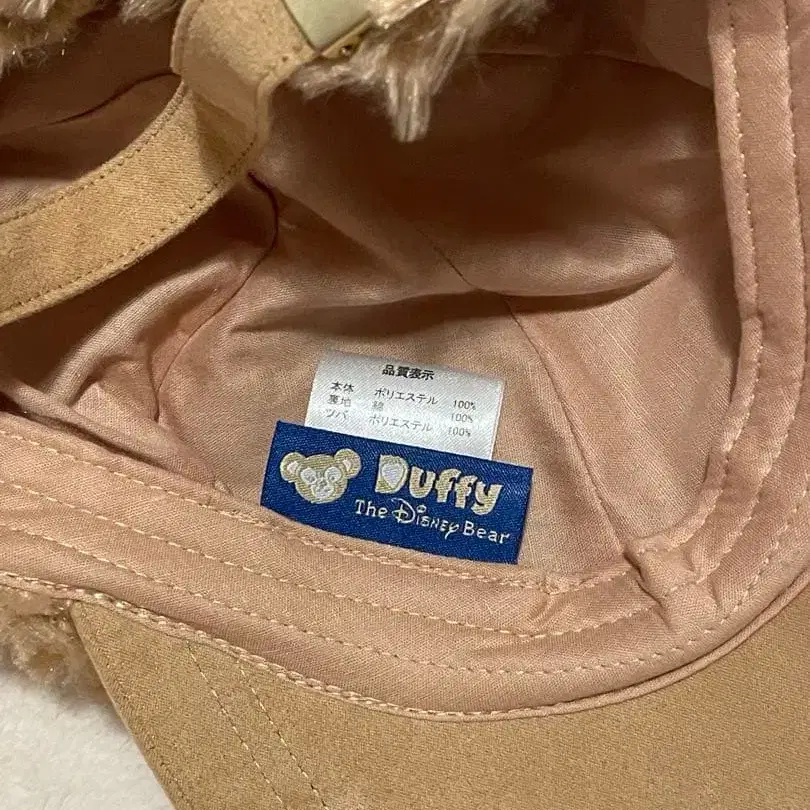 品質表示
本体 ポリエステル 100%
裏地 綿 100%
ツバ ポリエステル 100%
Duffy
The Disney Bear